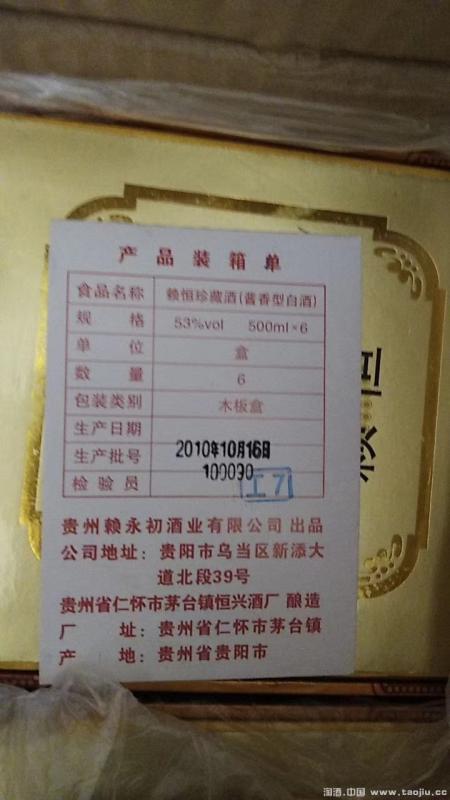 产品装箱单
食品名称 赖恒珍藏酒(酱香型白酒)
规 格 53%vol 500ml×6
单 位 盒
数 量 6
包装类别 木板盒
生产日期 2010年10月16日
生产批号 100090
检验员 工7
贵州赖永初酒业有限公司 出品
公司地址：贵阳市乌当区新添大
道北段39号
贵州省仁怀市茅台镇恒兴酒厂 酿造
厂 址：贵州省仁怀市茅台镇
产 地：贵州省贵阳市
淘酒.中国 www.taojiu.cc